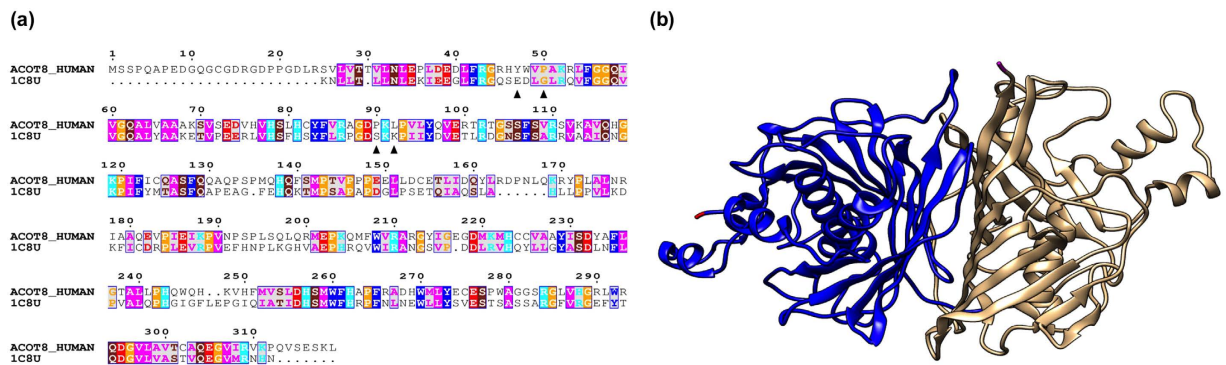 (a)
(b)
1 10 20 30 40 50
ACOT8_HUMAN MSSPQAPEDGQGCGDRGDPPGDLRSVLVTTVLNLEPLDEDLFRGRHYWVPAKRLFGGQI
1C8U ........................KNLLT.LLNLEKIEEGLFRGQSEDLGLRQVFGGQV
60 70 80 90 100 110
ACOT8_HUMAN VGQALVAAAKSVSEDVHVHSLHCYFVRAGDPKLPVLYQVERTRTGSSFSVRSVKAVQHG
1C8U VGQALYAAKETVPEERLVHSFHSYFLRPGDSKKPIIYDVETLRDGNSFSARRVAAIQNG
120 130 140 150 160 170
ACOT8_HUMAN KPIFICQASFQQAQPSPMQHQFSMPTVPPPEELLDCETLIDQYLRDPNLQKRYPLALNR
1C8U KPIFYMTASFQAPEAG.FEHQKTMPSAPAPDGLPSETQIAQSLA......HLLPPVLKD
180 190 200 210 220 230
ACOT8_HUMAN IAAQEVPIEIKPVNPSPLSQLQRMEPKQMFWVRARGYIGEGDMKMHCCVAAYISDYAFL
1C8U KFICDRPLEVRPVEFHNPLKGHVAEPHRQVWIRANGSVP.DDLRVHQYLLGYASDLNFL
240 250 260 270 280 290
ACOT8_HUMAN GTALLPHQWQH..KVHFMVSLDHSMWFHAPFRADHWMLYECESPWAGGSRGLVHGRLWR
1C8U PVALQPHGIGFLEPGIQIATIDHSMWFHRPFNLNEWLLYSVESTSASSARGFVRGEFYT
300 310
ACOT8_HUMAN QDGVLAVTCAQEGVIRVKPQVSESKL
1C8U QDGVLVASTVQEGVMRNHN.......